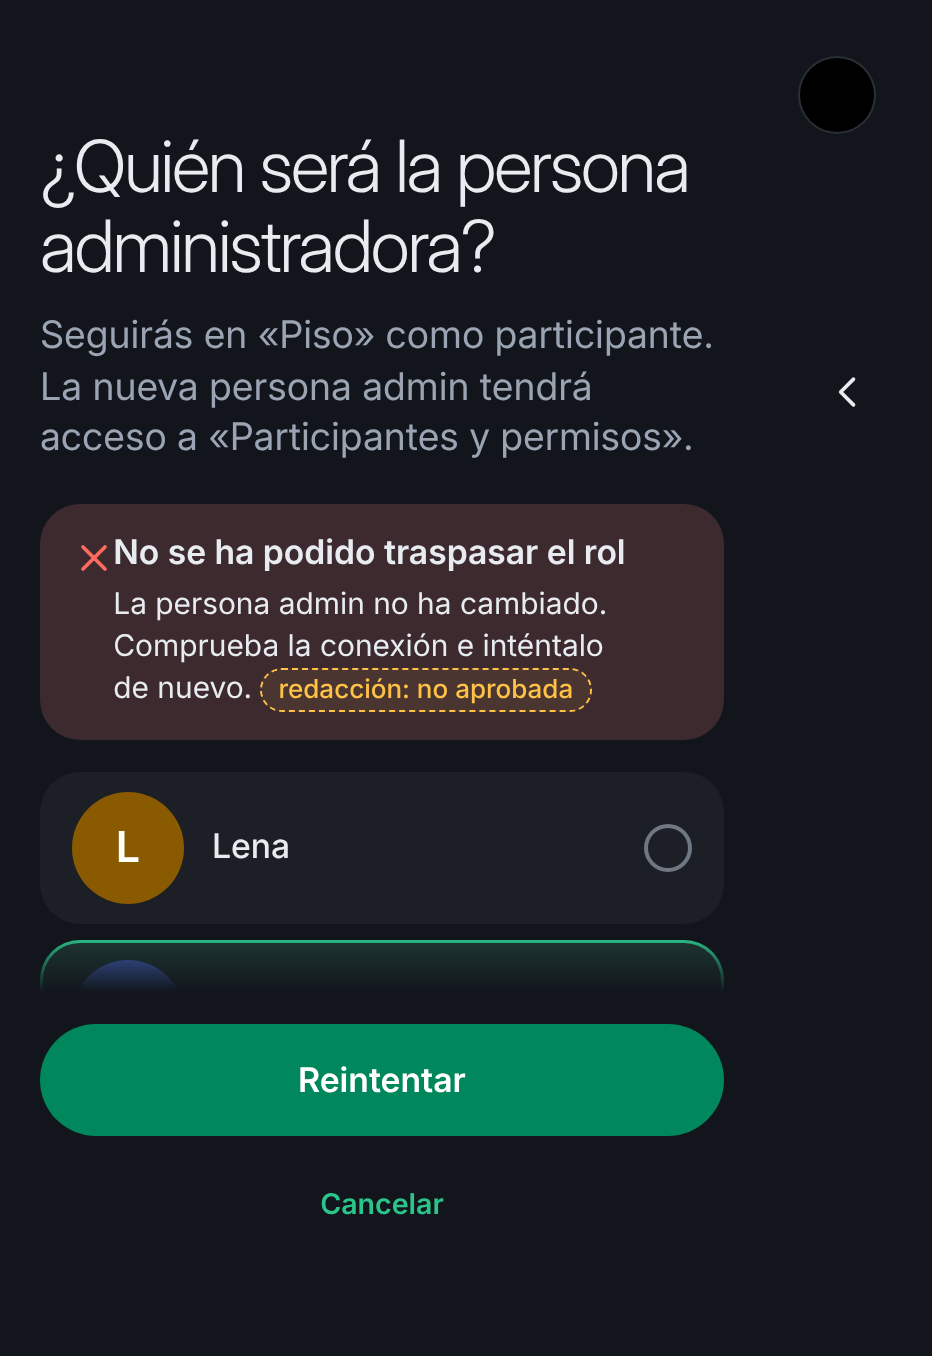 ¿Quién será la persona
administradora?
Seguirás en «Piso» como participante.
La nueva persona admin tendrá
acceso a «Participantes y permisos».
No se ha podido traspasar el rol
La persona admin no ha cambiado.
Comprueba la conexión e inténtalo
de nuevo. redacción: no aprobada
L Lena
Reintentar
Cancelar